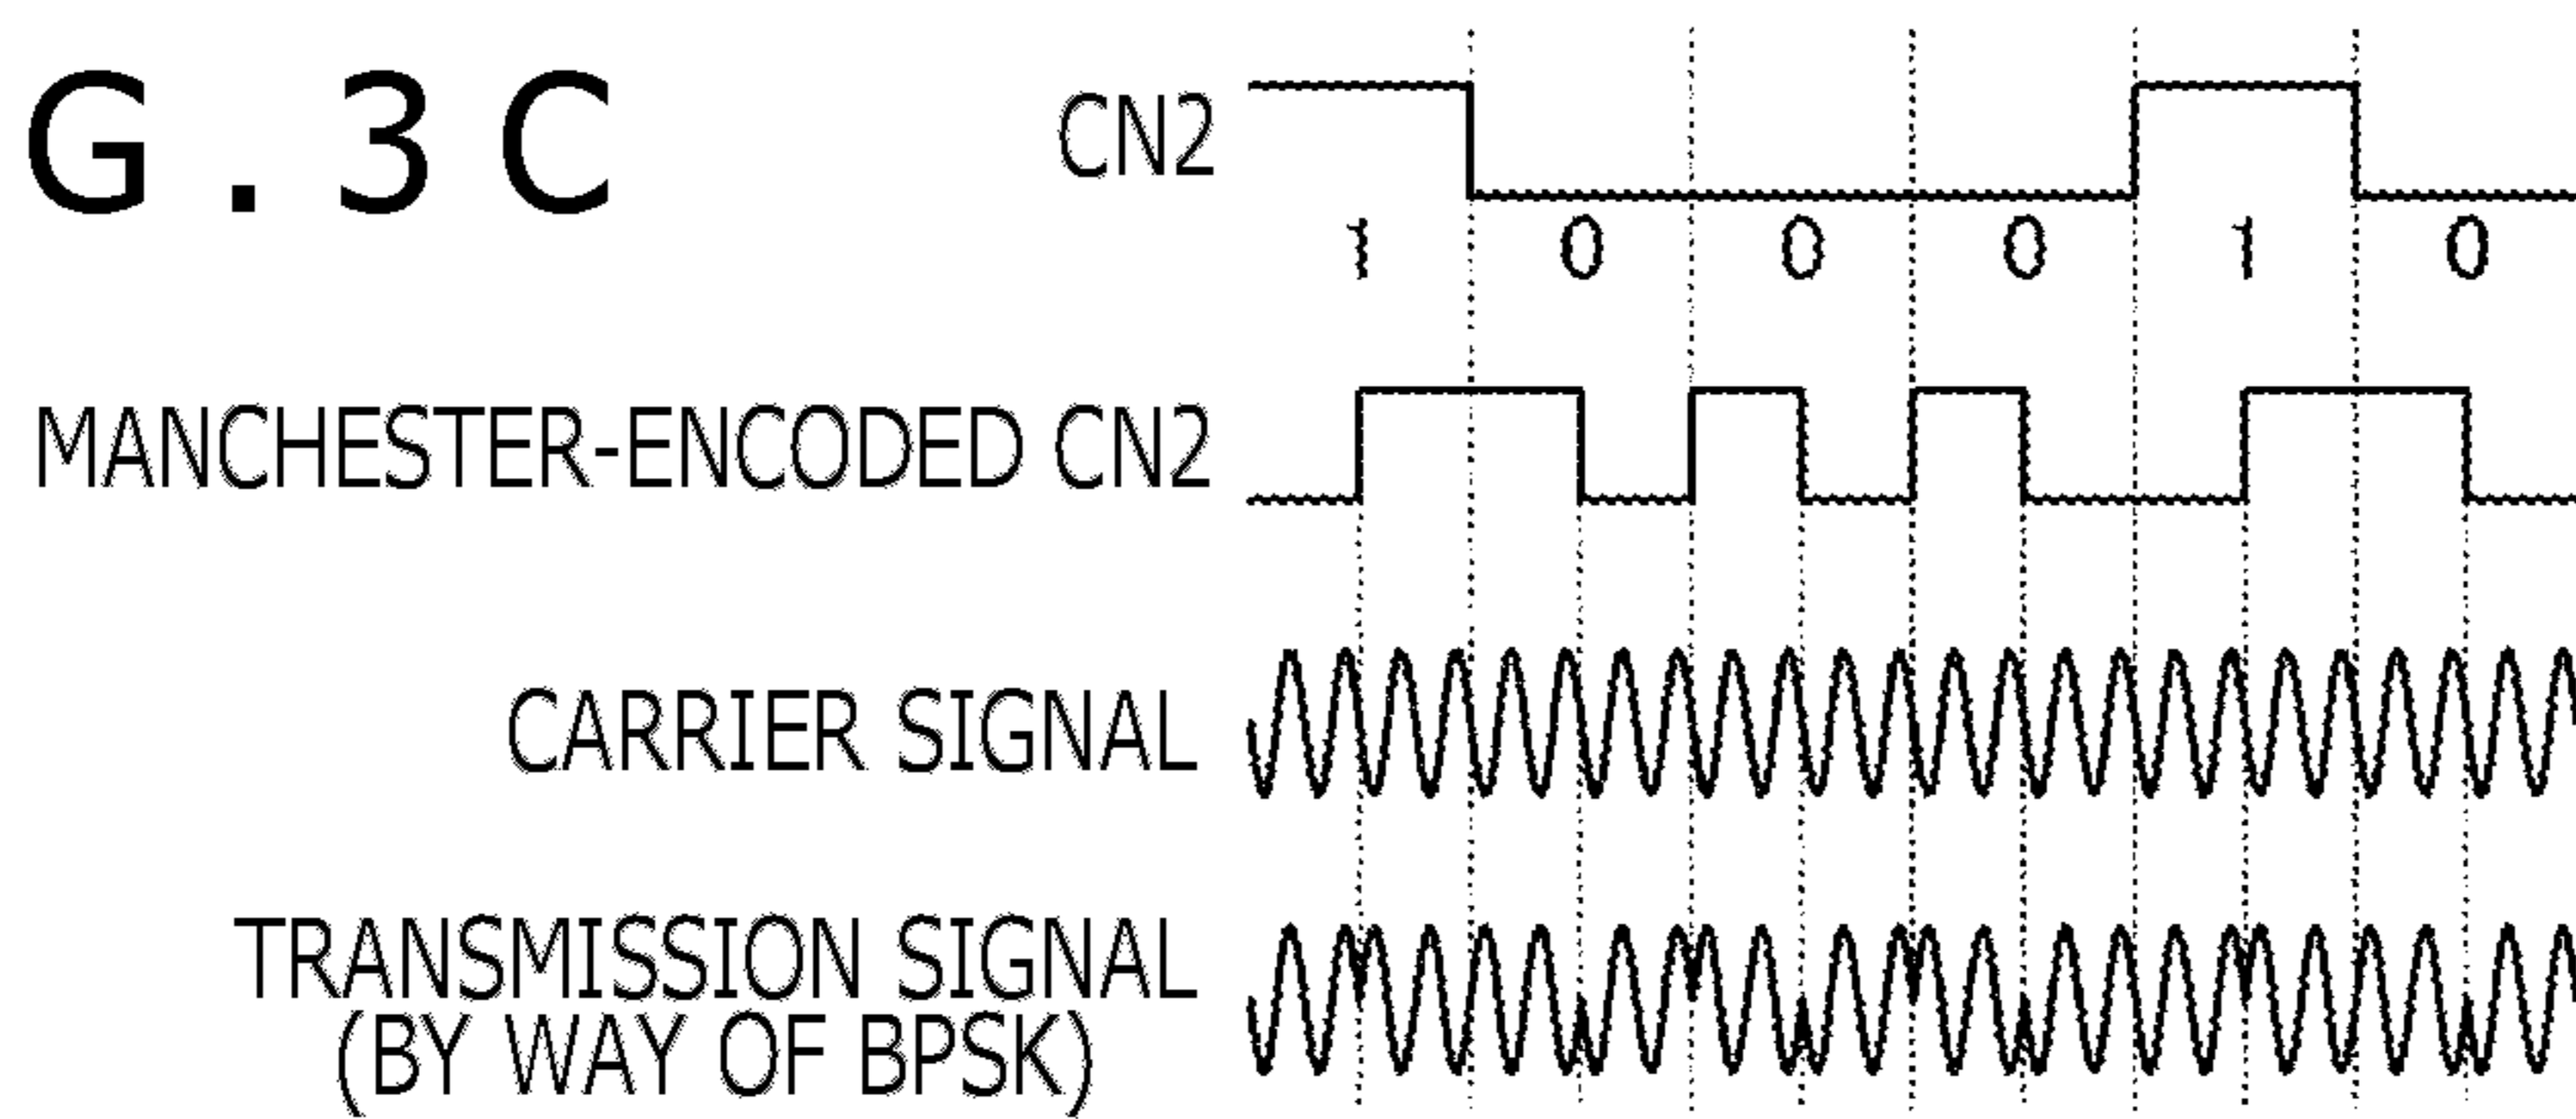 G.3C
CN2
1 0 0 0 1 0
MANCHESTER-ENCODED CN2
CARRIER SIGNAL
TRANSMISSION SIGNAL
(BY WAY OF BPSK)